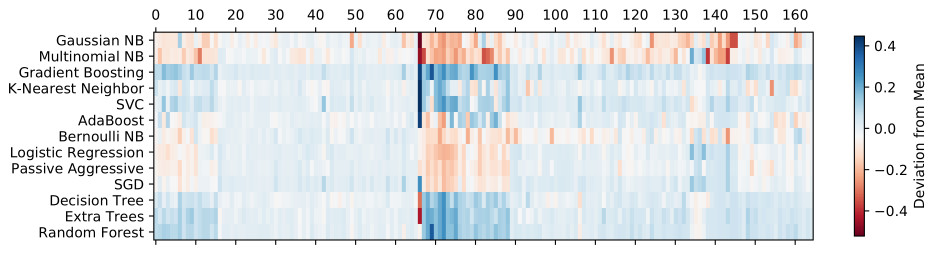 0 10 20 30 40 50 60 70 80 90 100 110 120 130 140 150 160
Gaussian NB
Multinomial NB
Gradient Boosting
K-Nearest Neighbor
SVC
AdaBoost
Bernoulli NB
Logistic Regression
Passive Aggressive
SGD
Decision Tree
Extra Trees
Random Forest
0.4
0.2
0.0
−0.2
−0.4
Deviation from Mean